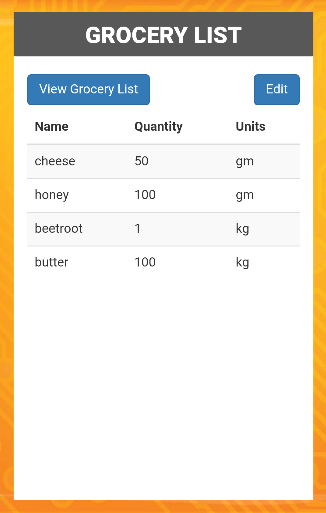 GROCERY LIST
View Grocery List Edit
Name Quantity Units
cheese 50 gm
honey 100 gm
beetroot 1 kg
butter 100 kg